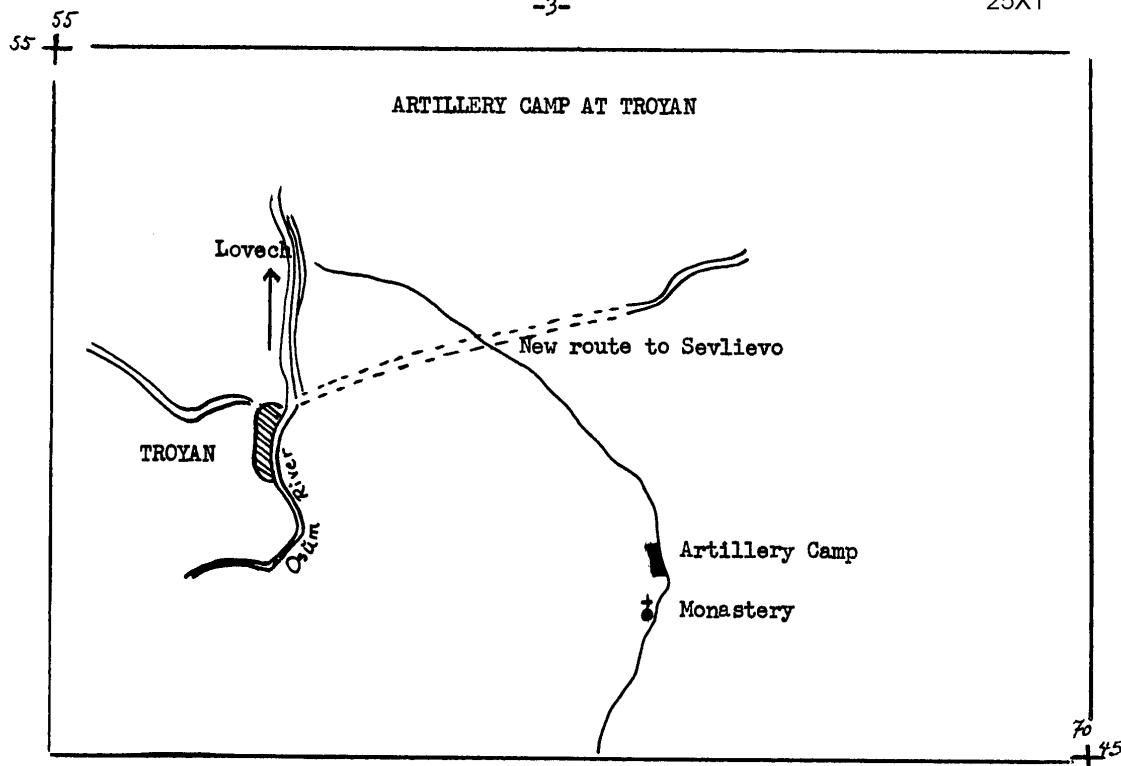 -3-
25X1
55
55
ARTILLERY CAMP AT TROYAN
Lovech
New route to Sevlievo
TROYAN
Osŭm River
Artillery Camp
Monastery
70
45